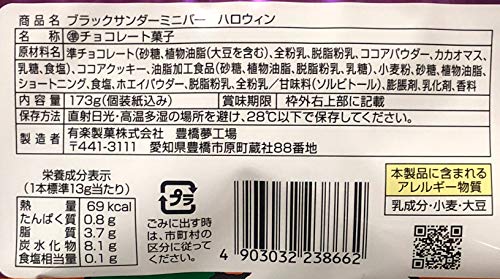 商品名 ブラックサンダーミニバー ハロウィン
名称 準チョコレート菓子
原材料名 準チョコレート(砂糖、植物油脂(大豆を含む)、全粉乳、脱脂粉乳、ココアパウダー、カカオマス、
乳糖、食塩)、ココアクッキー、油脂加工食品(砂糖、植物油脂、脱脂粉乳、乳糖)、小麦粉、砂糖、植物油脂、
ショートニング、食塩、ホエイパウダー、脱脂粉乳、全粉乳/甘味料(ソルビトール)、膨脹剤、乳化剤、香料
内容量 173g(個装紙込み) 賞味期限 枠外右上部に記載
保存方法 直射日光・高温多湿の場所を避け、28℃以下で保存してください。
製造者 有楽製菓株式会社 豊橋夢工場
〒441-3111 愛知県豊橋市原町蔵社88番地
栄養成分表示
(1本標準13g当たり)
熱量 69kcal
たんぱく質 0.8g
脂質 3.7g
炭水化物 8.1g
食塩相当量 0.1g
プラ
ごみに出す時は、
市町村の
区分に従っ
てください。
4 903032 238662
本製品に含まれる
アレルギー物質
乳成分・小麦・大豆